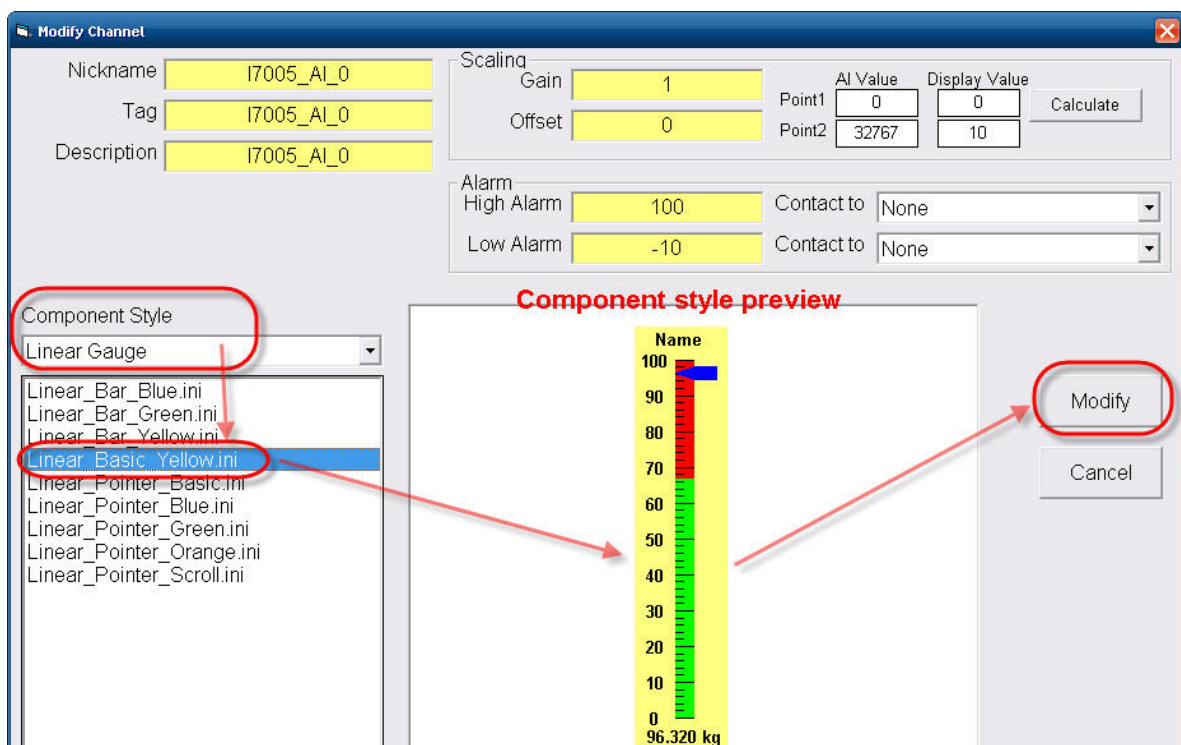 Modify Channel
Nickname I7005_AI_0
Tag I7005_AI_0
Description I7005_AI_0
Scaling
Gain 1
Offset 0
AI Value Display Value
Point1 0 0
Point2 32767 10
Calculate
Alarm
High Alarm 100 Contact to None
Low Alarm -10 Contact to None
Component Style
Linear Gauge
Linear_Bar_Blue.ini
Linear_Bar_Green.ini
Linear_Bar_Yellow.ini
Linear_Basic_Yellow.ini
Linear_Pointer_Basic.ini
Linear_Pointer_Blue.ini
Linear_Pointer_Green.ini
Linear_Pointer_Orange.ini
Linear_Pointer_Scroll.ini
Component style preview
Name
100
90
80
70
60
50
40
30
20
10
0
96.320 kg
Modify
Cancel